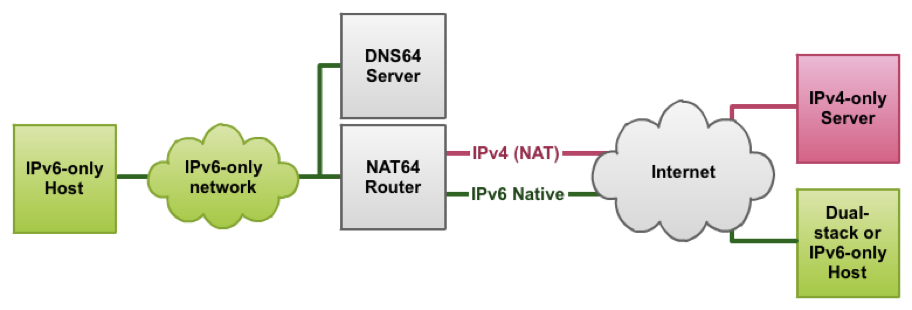 IPv6-only
Host
IPv6-only
network
DNS64
Server
NAT64
Router
IPv4 (NAT)
IPv6 Native
Internet
IPv4-only
Server
Dual-
stack or
IPv6-only
Host